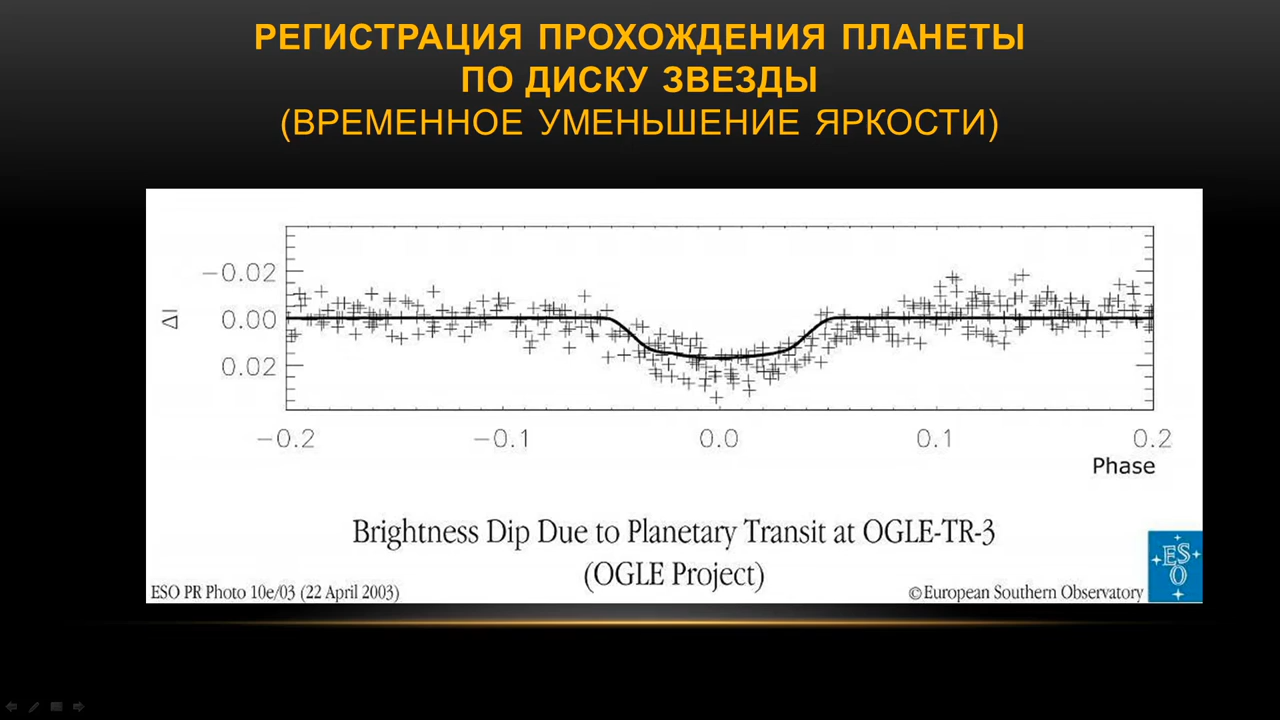 РЕГИСТРАЦИЯ ПРОХОЖДЕНИЯ ПЛАНЕТЫ
ПО ДИСКУ ЗВЕЗДЫ
(ВРЕМЕННОЕ УМЕНЬШЕНИЕ ЯРКОСТИ)
−0.02
ΔI
0.00
0.02
−0.2 −0.1 0.0 0.1 0.2
Phase
Brightness Dip Due to Planetary Transit at OGLE-TR-3
(OGLE Project)
ESO PR Photo 10e/03 (22 April 2003)
© European Southern Observatory
ESO